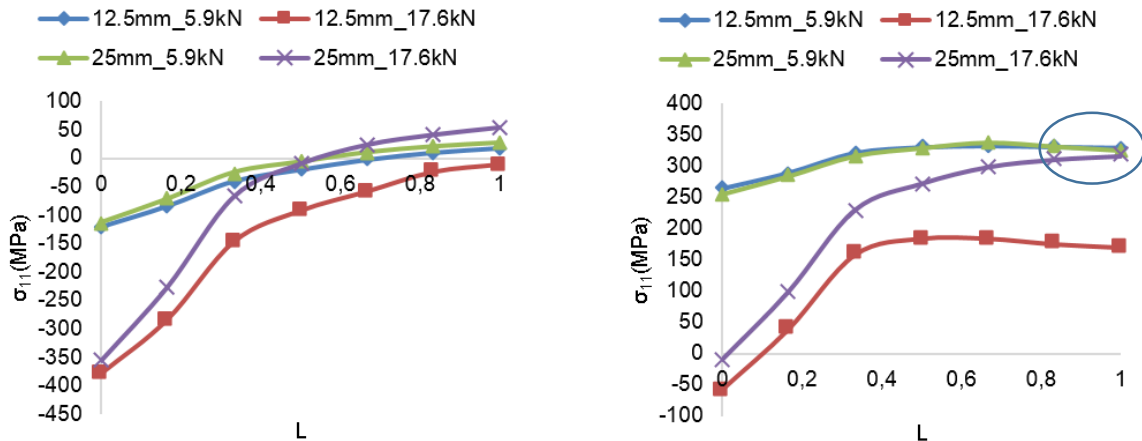 12.5mm_5.9kN 12.5mm_17.6kN
25mm_5.9kN 25mm_17.6kN
100
50
0
-50
-100
-150
-200
-250
-300
-350
-400
-450
0 0,2 0,4 0,6 0,8 1
σ11(MPa)
L
12.5mm_5.9kN 12.5mm_17.6kN
25mm_5.9kN 25mm_17.6kN
400
350
300
250
200
150
100
50
0
-50
-100
0 0,2 0,4 0,6 0,8 1
σ11(MPa)
L